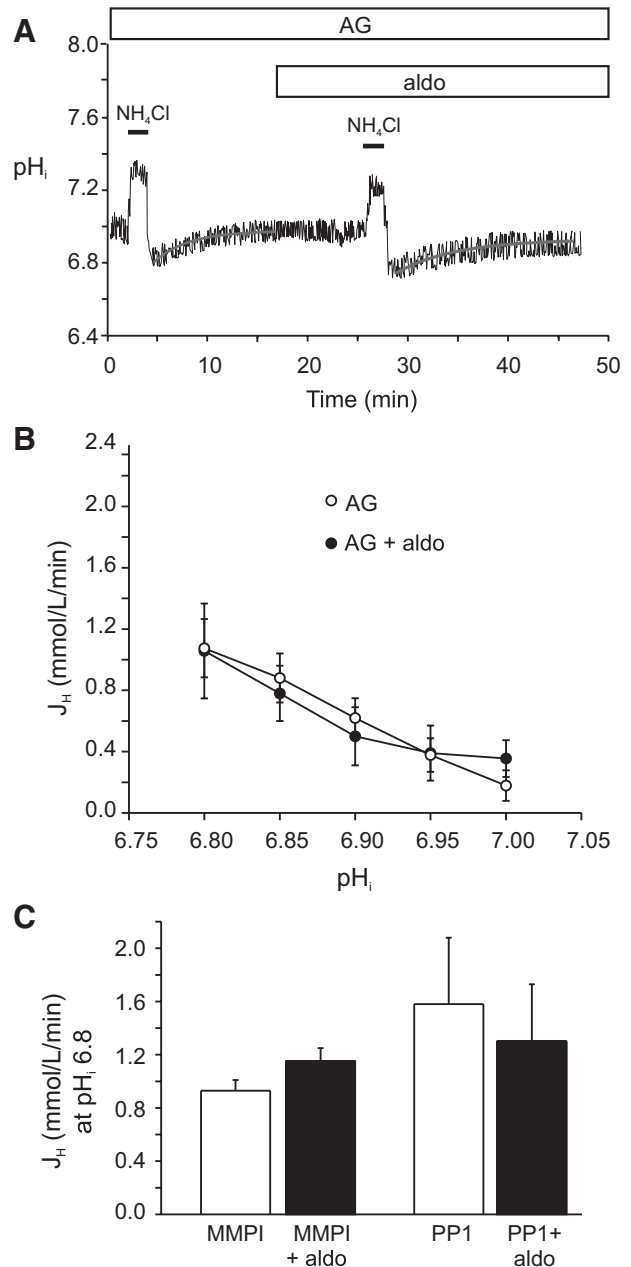 A
AG
8.0
aldo
7.6
NH₄Cl
NH₄Cl
pHᵢ
7.2
6.8
6.4
0 10 20 30 40 50
Time (min)
B
2.4
2.0
1.6
1.2
0.8
0.4
0.0
J_H (mmol/L/min)
AG
AG + aldo
6.75 6.80 6.85 6.90 6.95 7.00 7.05
pHᵢ
C
2.0
1.6
1.2
0.8
0.4
0.0
J_H (mmol/L/min)
at pHᵢ 6.8
MMPI MMPI PP1 PP1+
+ aldo aldo